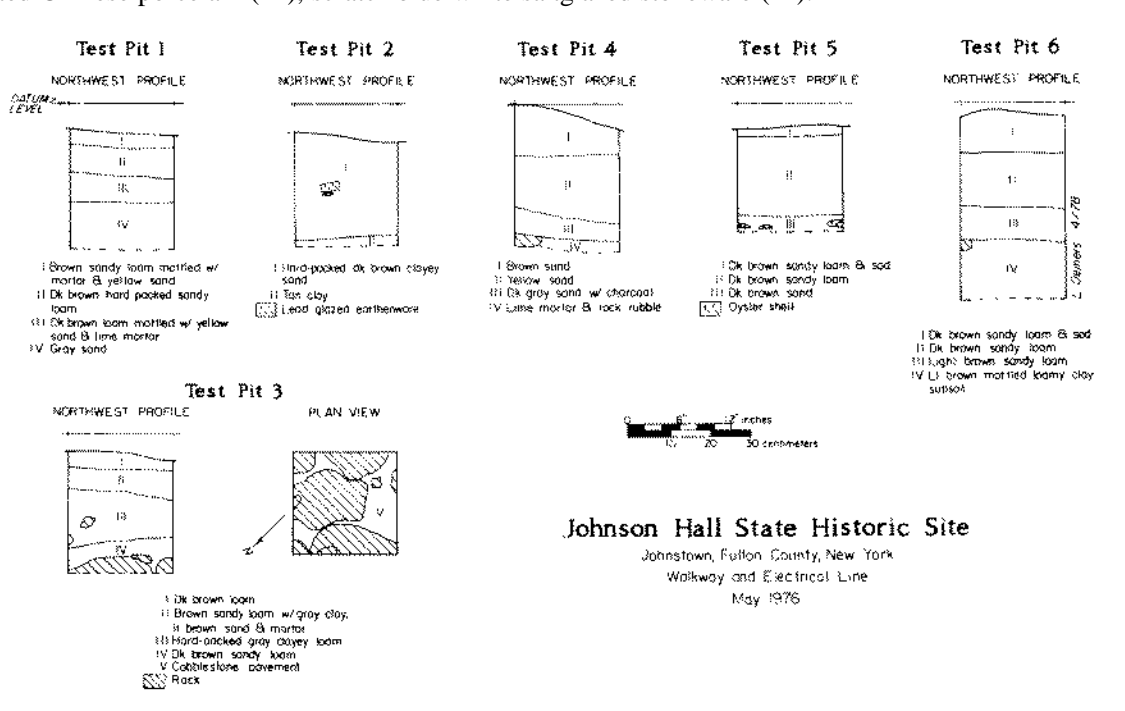 Test Pit 1
NORTHWEST PROFILE
DATUM
LEVEL
I
II
III
IV
I Brown sandy loam mottled w/
mortar & yellow sand
II Dk brown hard packed sandy
loam
III Dk brown loam mottled w/ yellow
sand & lime mortar
IV Gray sand
Test Pit 2
NORTHWEST PROFILE
I
II
I Hard-packed dk brown clayey
sand
II Tan clay
Lead glazed earthenware
Test Pit 4
NORTHWEST PROFILE
I
II
III
IV
I Brown sand
II Yellow sand
III Dk gray sand w/ charcoal
IV Lime mortar & rock rubble
Test Pit 5
NORTHWEST PROFILE
I
II
III
I Dk brown sandy loam & sod
II Dk brown sandy loam
III Dk brown sand
Oyster shell
Test Pit 6
NORTHWEST PROFILE
I
II
III
IV
Demers 4/78
I Dk brown sandy loam & sod
II Dk brown sandy loam
III Light brown sandy loam
IV Lt brown mottled loamy clay
subsoil
Test Pit 3
NORTHWEST PROFILE
PLAN VIEW
I
II
III
IV
V
N
I Dk brown loam
II Brown sandy loam w/gray clay,
lt brown sand & mortar
III Hard-packed gray clayey loam
IV Dk brown sandy loam
V Cobblestone pavement
Rock
0 6" 12" inches
10 20 30 centimeters
Johnson Hall State Historic Site
Johnstown, Fulton County, New York
Walkway and Electrical Line
May 1976